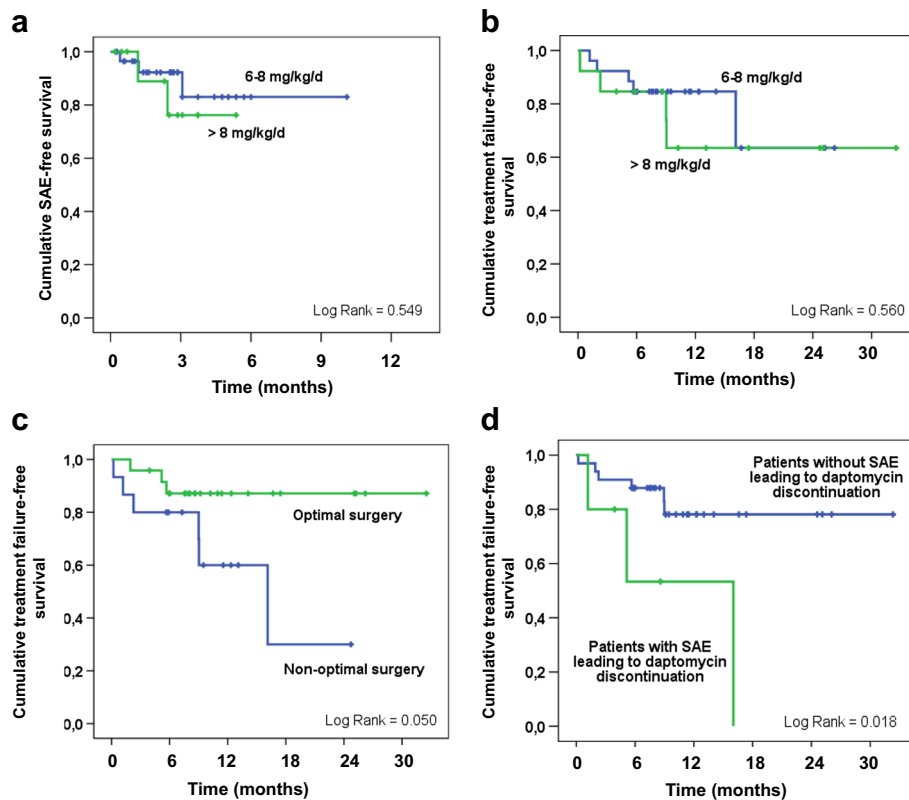 a
Cumulative SAE-free survival
1,0
0,8
0,6
0,4
0,2
0,0
6-8 mg/kg/d
> 8 mg/kg/d
Log Rank = 0.549
0 3 6 9 12
Time (months)
b
Cumulative treatment failure-free
survival
1,0
0,8
0,6
0,4
0,2
0,0
6-8 mg/kg/d
> 8 mg/kg/d
Log Rank = 0.560
0 6 12 18 24 30
Time (months)
c
Cumulative treatment failure-free
survival
1,0
0,8
0,6
0,4
0,2
0,0
Optimal surgery
Non-optimal surgery
Log Rank = 0.050
0 6 12 24 30
Time (months)
d
Cumulative treatment failure-free
survival
1,0
0,8
0,6
0,4
0,2
0,0
Patients without SAE
leading to daptomycin
discontinuation
Patients with SAE
leading to daptomycin
discontinuation
Log Rank = 0.018
0 6 12 18 24 30
Time (months)